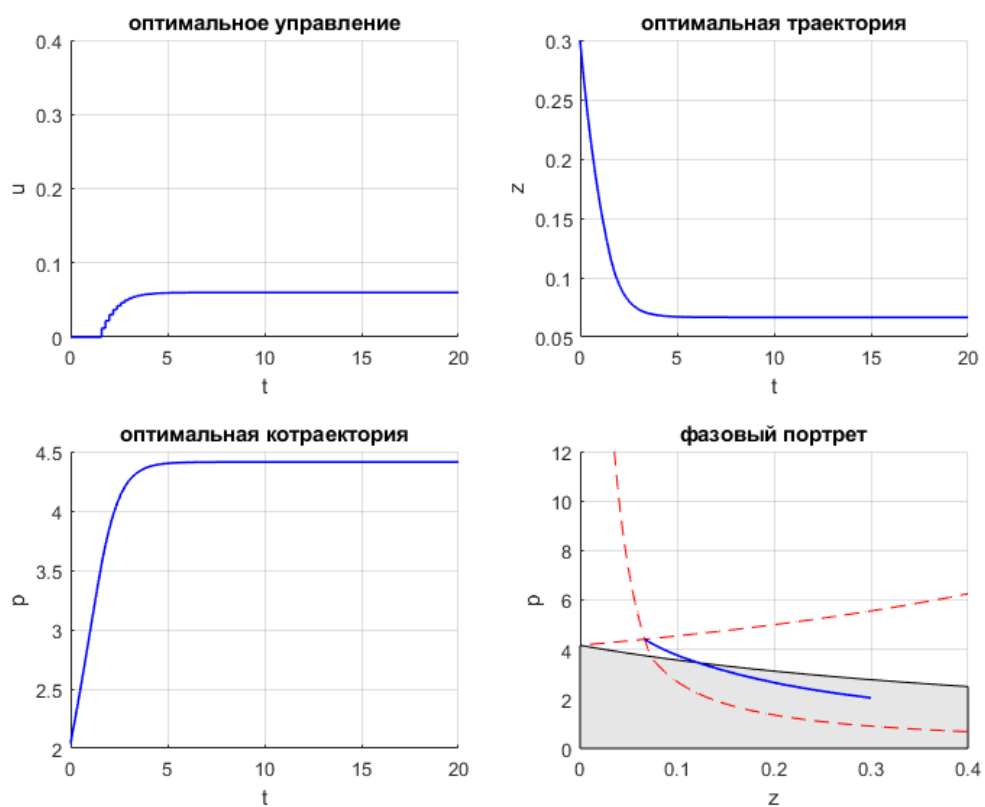 оптимальное управление
0.4
0.3
0.2
0.1
0
u
0 5 10 15 20
t
оптимальная траектория
0.3
0.25
0.2
0.15
0.1
0.05
z
0 5 10 15 20
t
оптимальная котраектория
4.5
4
3.5
3
2.5
2
p
0 5 10 15 20
t
фазовый портрет
12
10
8
6
4
2
0
p
0 0.1 0.2 0.3 0.4
z